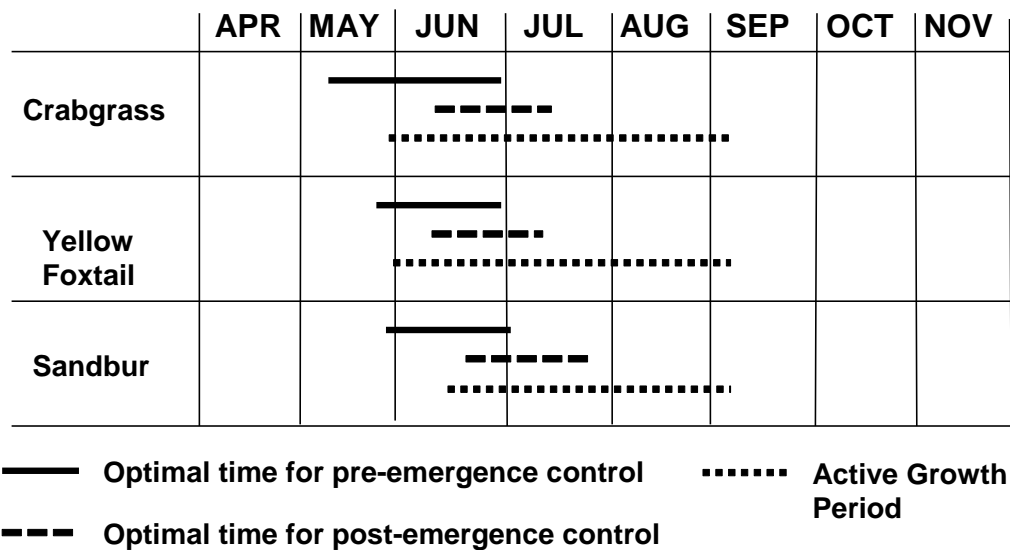 APR MAY JUN JUL AUG SEP OCT NOV
Crabgrass
Yellow
Foxtail
Sandbur
Optimal time for pre-emergence control
Active Growth
Period
Optimal time for post-emergence control